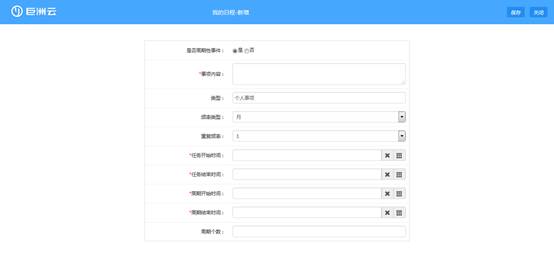 巨洲云
我的日程-新增
保存 关闭
是否周期性事件： 是 否
*事项内容：
类型： 个人事项
频率类型： 月
重复频率： 1
*任务开始时间：
*任务结束时间：
*周期开始时间：
*周期结束时间：
周期个数：